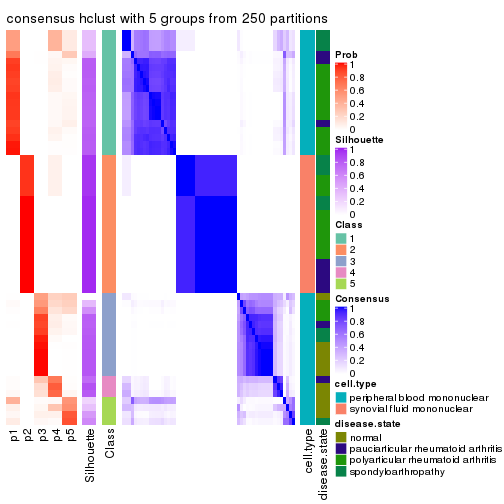 consensus hclust with 5 groups from 250 partitions
Prob
1
0.8
0.6
0.4
0.2
0
Silhouette
1
0.8
0.6
0.4
0.2
0
Class
1
2
3
4
5
Consensus
1
0.8
0.6
0.4
0.2
0
cell.type
peripheral blood mononuclear
synovial fluid mononuclear
disease.state
normal
pauciarticular rheumatoid arthritis
polyarticular rheumatoid arthritis
spondyloarthropathy
p1
p2
p3
p4
p5
Silhouette
Class
cell.type
disease.state